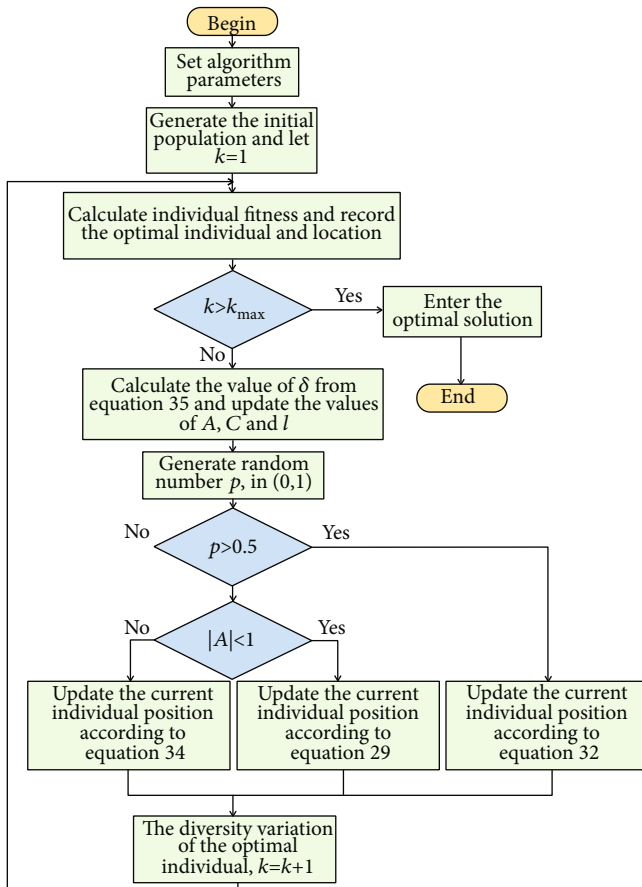 Begin
Set algorithm
parameters
Generate the initial
population and let
k=1
Calculate individual fitness and record
the optimal individual and location
k>kmax
Yes
Enter the
optimal solution
End
No
Calculate the value of δ from
equation 35 and update the values
of A, C and l
Generate random
number p, in (0,1)
No
p>0.5
Yes
No
|A|<1
Yes
Update the current
individual position
according to
equation 34
Update the current
individual position
according to
equation 29
Update the current
individual position
according to
equation 32
The diversity variation
of the optimal
individual, k=k+1